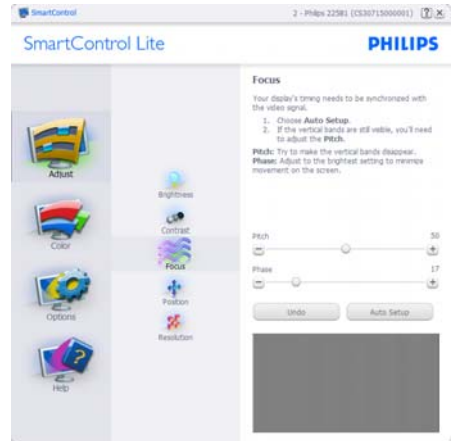 SmartControl
2 - Philips 225B1 (CS30715000001)
SmartControl Lite
PHILIPS
Adjust
Color
Options
Help
Brightness
Contrast
Focus
Position
Resolution
Focus
Your display's timing needs to be synchronized with
the video signal.
1. Choose Auto Setup.
2. If the vertical bands are still visible, you'll need
to adjust the Pitch.
Pitch: Try to make the vertical bands disappear.
Phase: Adjust to the brightest setting to minimize
movement on the screen.
Pitch 50
Phase 17
Undo Auto Setup